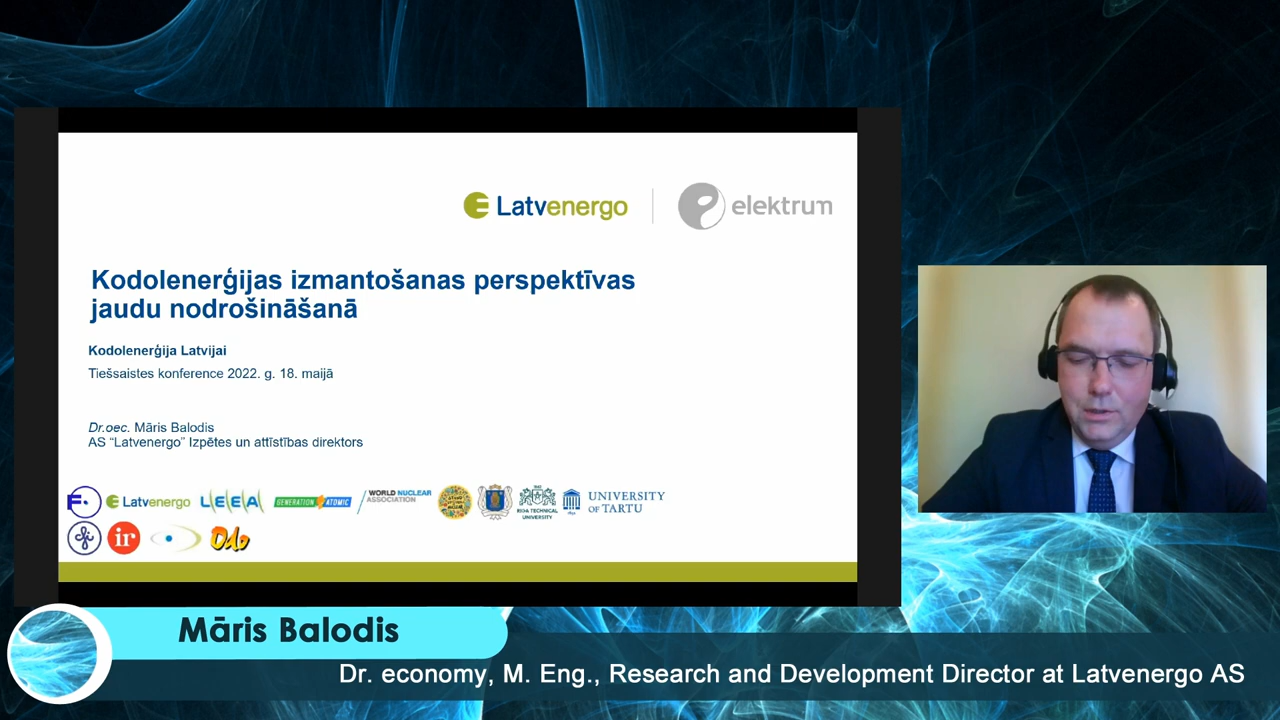 Latvenergo
elektrum
Kodolenerģijas izmantošanas perspektīvas
jaudu nodrošināšanā
Kodolenerģija Latvijai
Tiešsaistes konference 2022. g. 18. maijā
Dr.oec. Māris Balodis
AS “Latvenergo” Izpētes un attīstības direktors
F
Latvenergo
LEEA
GENERATION ATOMIC
WORLD NUCLEAR
ASSOCIATION
RIGA TECHNICAL
UNIVERSITY
UNIVERSITY
OF TARTU
ir
Odo
Māris Balodis
Dr. economy, M. Eng., Research and Development Director at Latvenergo AS